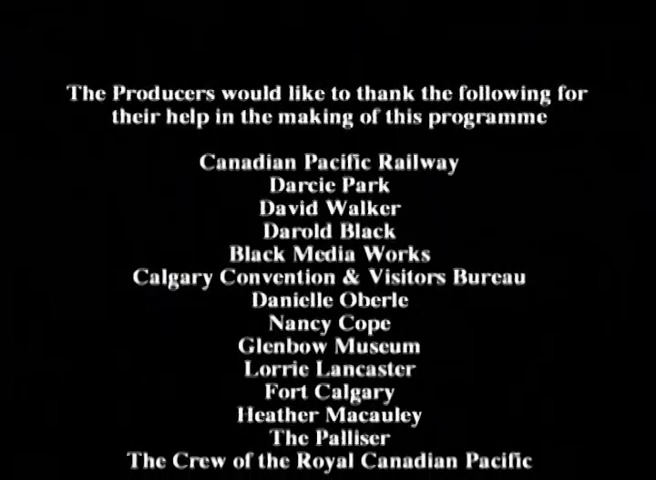 The Producers would like to thank the following for
their help in the making of this programme
Canadian Pacific Railway
Darcie Park
David Walker
Darold Black
Black Media Works
Calgary Convention & Visitors Bureau
Danielle Oberle
Nancy Cope
Glenbow Museum
Lorrie Lancaster
Fort Calgary
Heather Macauley
The Palliser
The Crew of the Royal Canadian Pacific